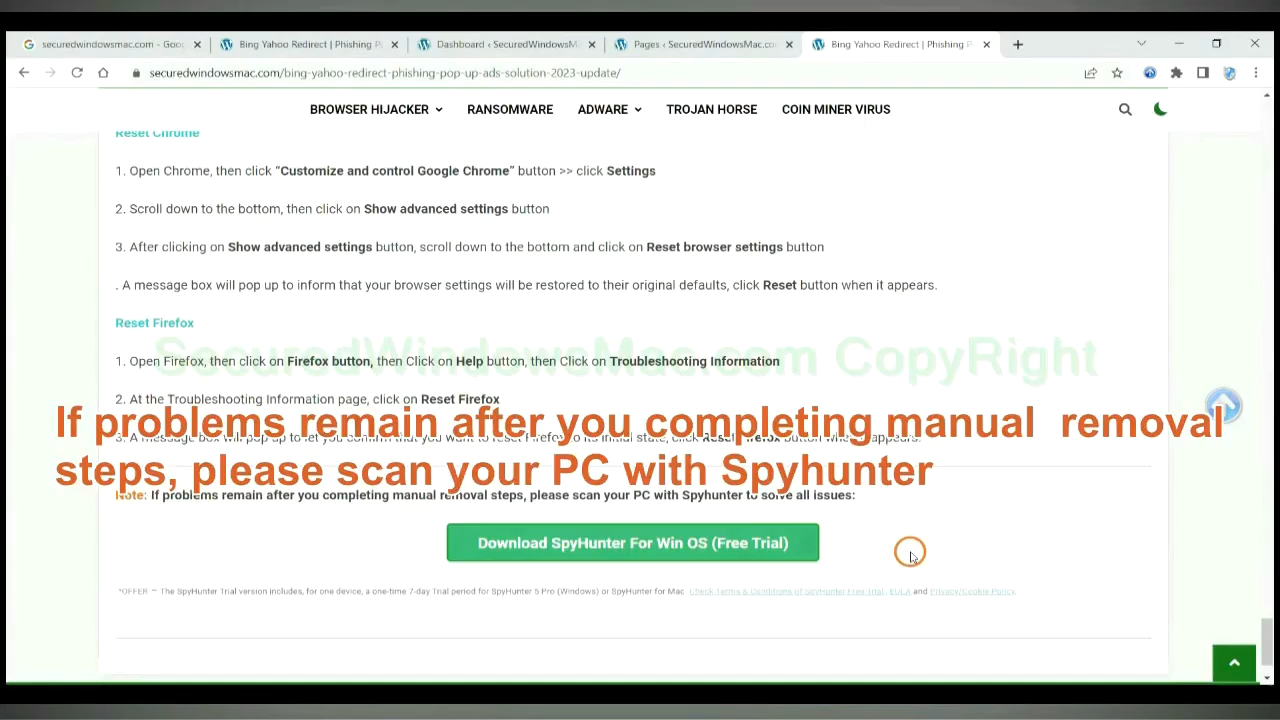 securedwindowsmac.com - Goo
Bing Yahoo Redirect | Phishing P
Dashboard ‹ SecuredWindowsM
Pages ‹ SecuredWindowsMac.co
Bing Yahoo Redirect | Phishing P
securedwindowsmac.com/bing-yahoo-redirect-phishing-pop-up-ads-solution-2023-update/
BROWSER HIJACKER
RANSOMWARE
ADWARE
TROJAN HORSE
COIN MINER VIRUS
Reset Chrome
1. Open Chrome, then click “Customize and control Google Chrome” button >> click Settings
2. Scroll down to the bottom, then click on Show advanced settings button
3. After clicking on Show advanced settings button, scroll down to the bottom and click on Reset browser settings button
. A message box will pop up to inform that your browser settings will be restored to their original defaults, click Reset button when it appears.
Reset Firefox
SecuredWindowsMac.com CopyRight
1. Open Firefox, then click on Firefox button, then Click on Help button, then Click on Troubleshooting Information
2. At the Troubleshooting Information page, click on Reset Firefox
If problems remain after you completing manual removal
steps, please scan your PC with Spyhunter
3. A message box will pop up to let you confirm that you want to reset Firefox to its initial state, click Reset Firefox button when it appears.
Note: If problems remain after you completing manual removal steps, please scan your PC with Spyhunter to solve all issues:
Download SpyHunter For Win OS (Free Trial)
*OFFER – The SpyHunter Trial version includes, for one device, a one-time 7-day Trial period for SpyHunter 5 Pro (Windows) or SpyHunter for Mac. Check Terms & Conditions of SpyHunter Free Trial, EULA and Privacy/Cookie Policy.